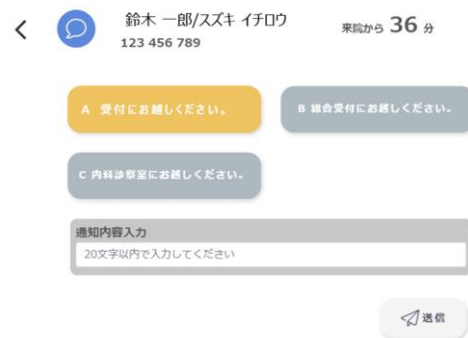 鈴木 一郎/スズキ イチロウ
来院から 36 分
123 456 789
A 受付にお越しください。
B 総合受付にお越しください。
C 内科診察室にお越しください。
通知内容入力
20文字以内で入力してください
送信